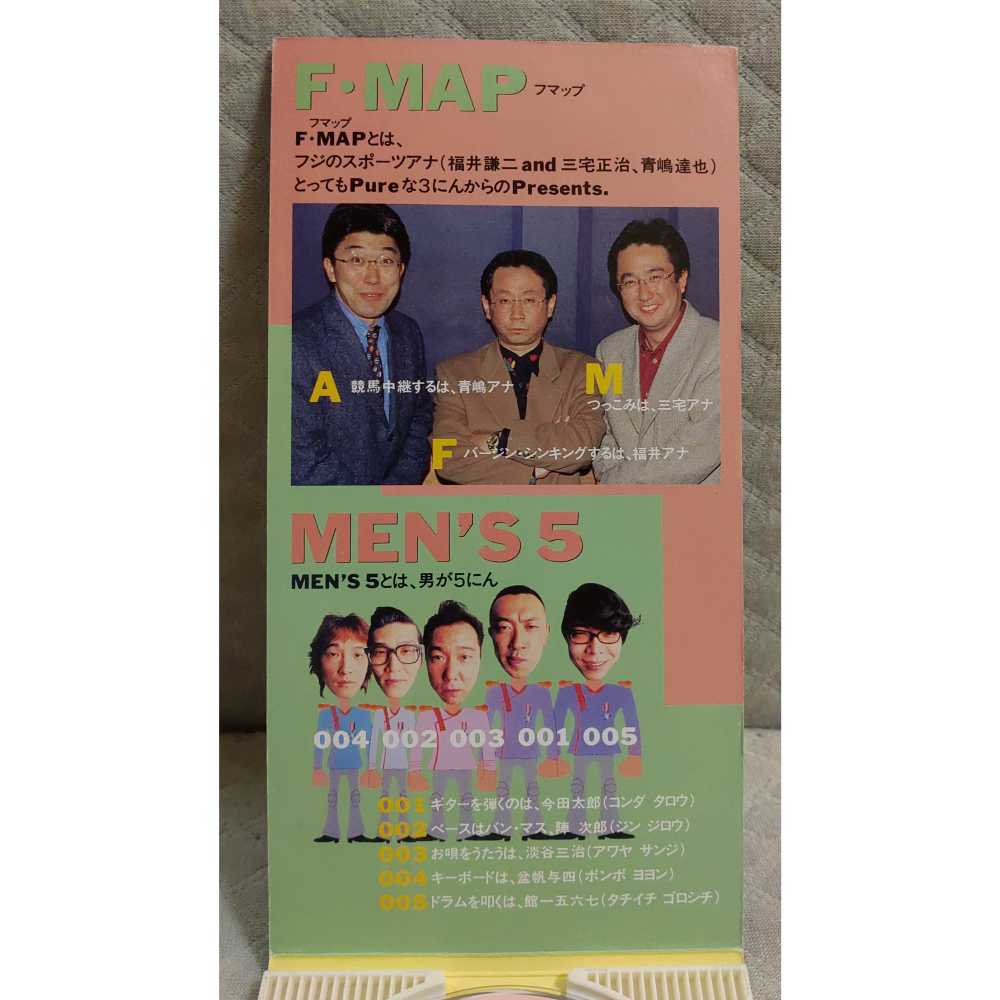 F・MAP フマップ
フマップ
F・MAPとは、
フジのスポーツアナ(福井謙二and三宅正治、青嶋達也)
とってもPureな3にんからのPresents.
A 競馬中継するは、青嶋アナ
M
つっこみは、三宅アナ
F バージン・シンキングするは、福井アナ
MEN'S 5
MEN'S 5とは、男が5にん
004 002 003 001 005
001 ギターを弾くのは、今田太郎(コンダ タロウ)
002 ベースはバン・マス、陣 次郎(ジン ジロウ)
003 お唄をうたうは、淡谷三治(アワヤ サンジ)
004 キーボードは、盆帆与四(ボンボ ヨヨン)
005 ドラムを叩くは、館一五六七(タチイチ ゴロシチ)